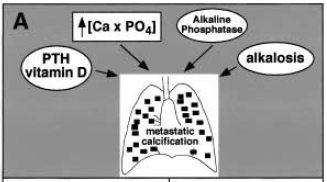 A
↑[Ca x PO₄]
Alkaline
Phosphatase
PTH
vitamin D
alkalosis
metastatic
calcification